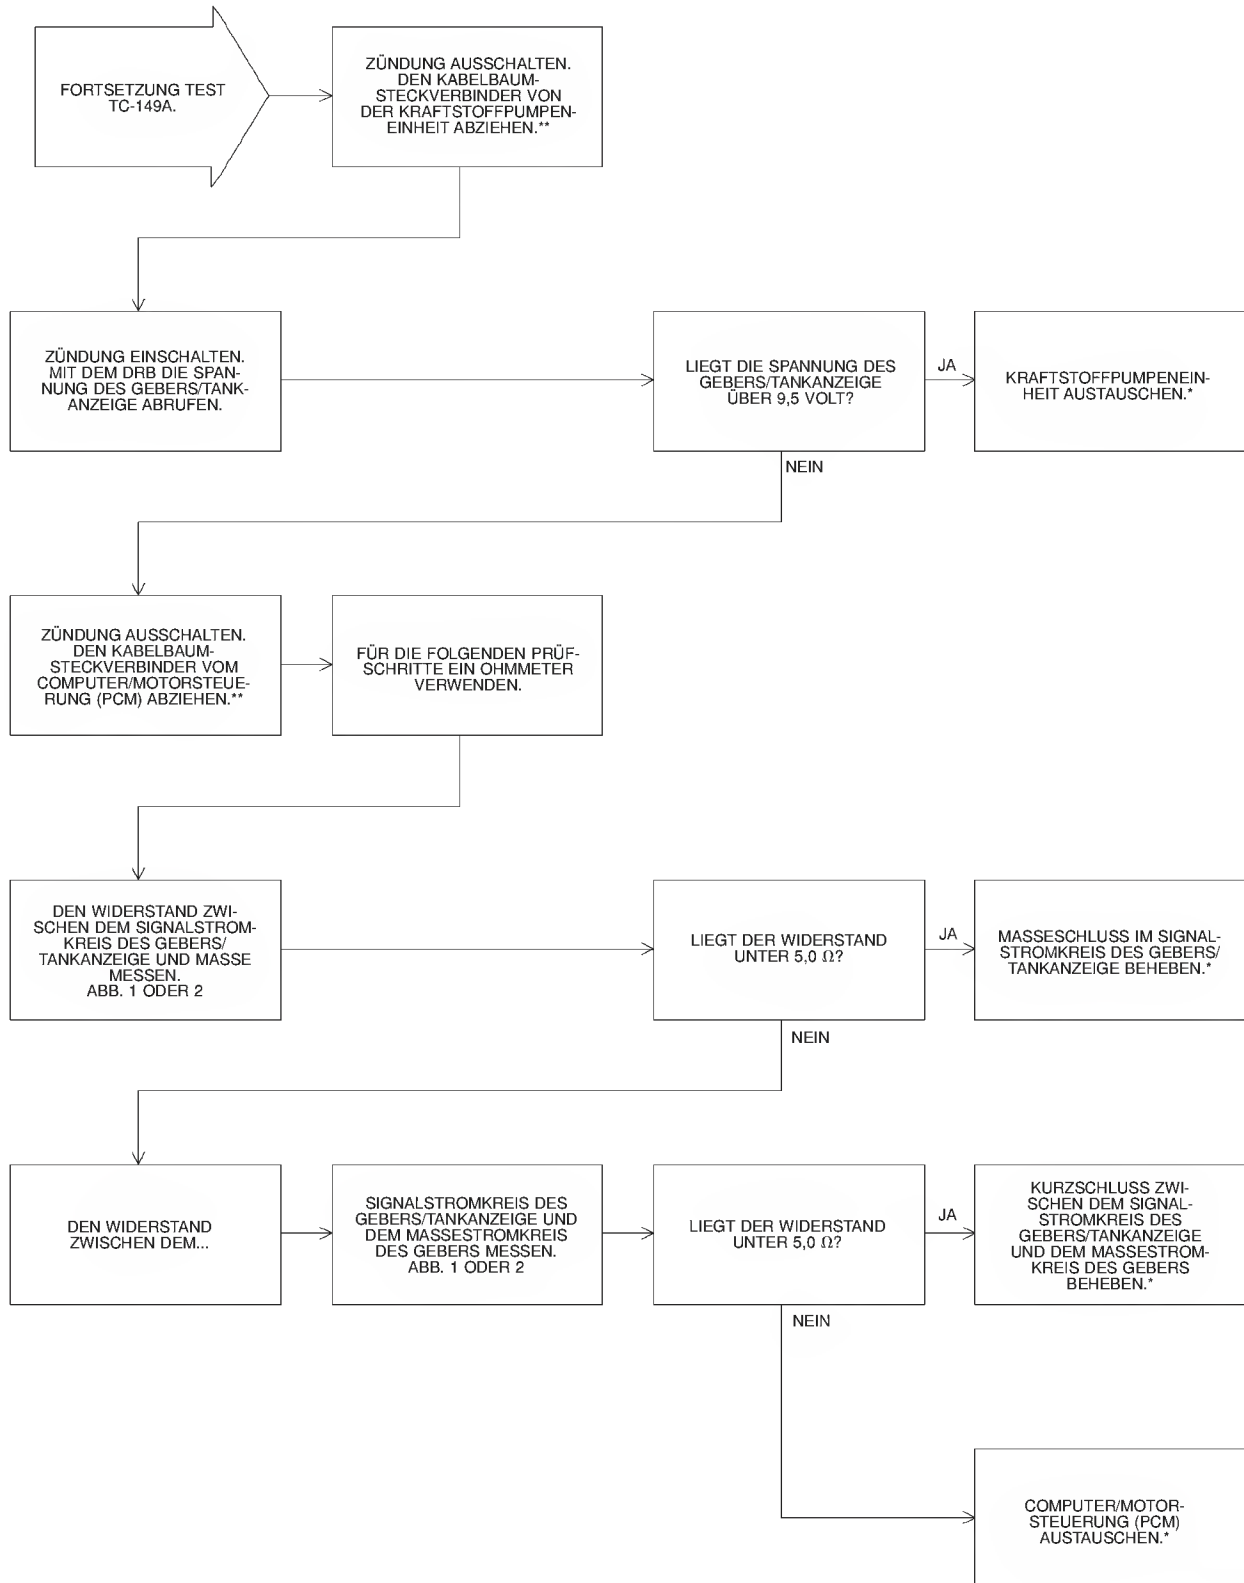 FORTSETZUNG TEST
TC-149A.
ZÜNDUNG AUSSCHALTEN.
DEN KABELBAUM-
STECKVERBINDER VON
DER KRAFTSTOFFPUMPEN-
EINHEIT ABZIEHEN.**
ZÜNDUNG EINSCHALTEN.
MIT DEM DRB DIE SPAN-
NUNG DES GEBERS/TANK-
ANZEIGE ABRUFEN.
LIEGT DIE SPANNUNG DES
GEBERS/TANKANZEIGE
ÜBER 9,5 VOLT?
JA
KRAFTSTOFFPUMPENEIN-
HEIT AUSTAUSCHEN.*
NEIN
ZÜNDUNG AUSSCHALTEN.
DEN KABELBAUM-
STECKVERBINDER VOM
COMPUTER/MOTORSTEUE-
RUNG (PCM) ABZIEHEN.**
FÜR DIE FOLGENDEN PRÜF-
SCHRITTE EIN OHMMETER
VERWENDEN.
DEN WIDERSTAND ZWI-
SCHEN DEM SIGNALSTROM-
KREIS DES GEBERS/
TANKANZEIGE UND MASSE
MESSEN.
ABB. 1 ODER 2
LIEGT DER WIDERSTAND
UNTER 5,0 Ω?
JA
MASSESCHLUSS IM SIGNAL-
STROMKREIS DES GEBERS/
TANKANZEIGE BEHEBEN.*
NEIN
DEN WIDERSTAND
ZWISCHEN DEM...
SIGNALSTROMKREIS DES
GEBERS/TANKANZEIGE UND
DEM MASSESTROMKREIS
DES GEBERS MESSEN.
ABB. 1 ODER 2
LIEGT DER WIDERSTAND
UNTER 5,0 Ω?
JA
KURZSCHLUSS ZWI-
SCHEN DEM SIGNAL-
STROMKREIS DES
GEBERS/TANKANZEIGE
UND DEM MASSESTROM-
KREIS DES GEBERS
BEHEBEN.*
NEIN
COMPUTER/MOTOR-
STEUERUNG (PCM)
AUSTAUSCHEN.*